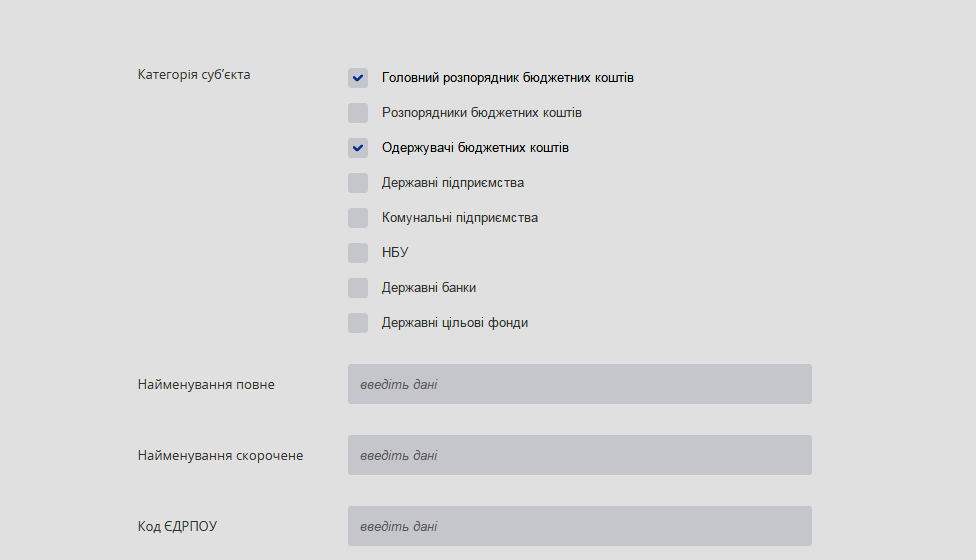 Категорія суб’єкта
Головний розпорядник бюджетних коштів
Розпорядники бюджетних коштів
Одержувачі бюджетних коштів
Державні підприємства
Комунальні підприємства
НБУ
Державні банки
Державні цільові фонди
Найменування повне
введіть дані
Найменування скорочене
введіть дані
Код ЄДРПОУ
введіть дані